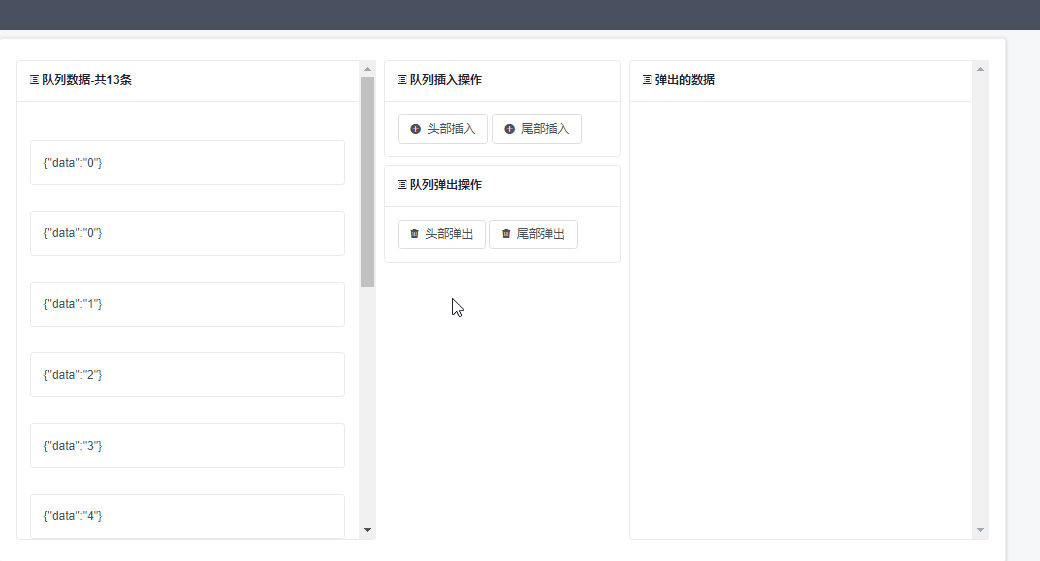 队列数据-共13条
{"data":"0"}
{"data":"0"}
{"data":"1"}
{"data":"2"}
{"data":"3"}
{"data":"4"}
队列插入操作
头部插入 尾部插入
队列弹出操作
头部弹出 尾部弹出
弹出的数据